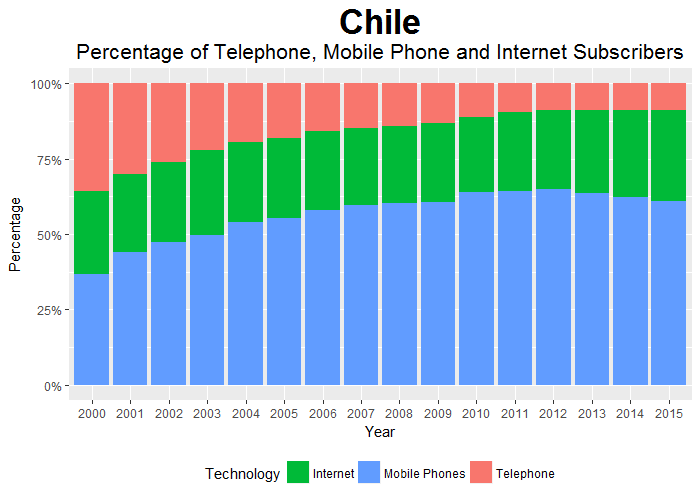 Chile
Percentage of Telephone, Mobile Phone and Internet Subscribers
100%
75%
50%
25%
0%
Percentage
2000 2001 2002 2003 2004 2005 2006 2007 2008 2009 2010 2011 2012 2013 2014 2015
Year
Technology Internet Mobile Phones Telephone